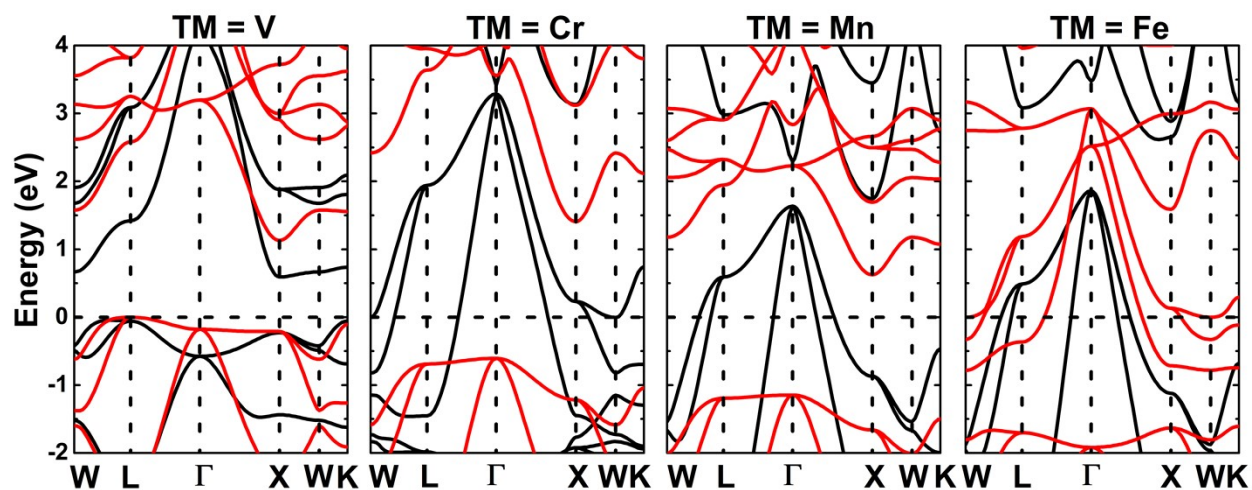 TM = V TM = Cr TM = Mn TM = Fe
Energy (eV)
4
3
2
1
0
-1
-2
W L Γ X W K W L Γ X W K W L Γ X W K W L Γ X W K